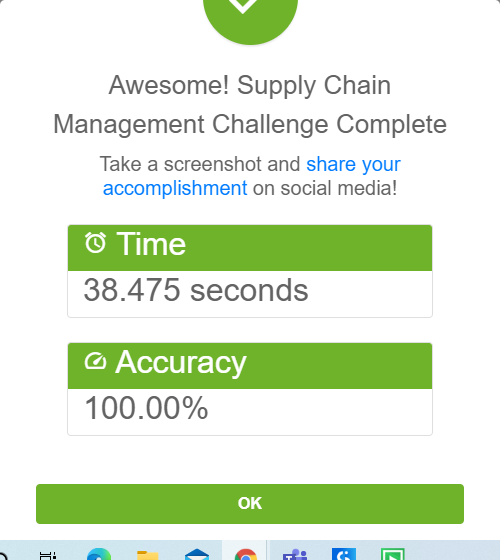 Awesome! Supply Chain
Management Challenge Complete
Take a screenshot and share your
accomplishment on social media!
Time
38.475 seconds
Accuracy
100.00%
OK